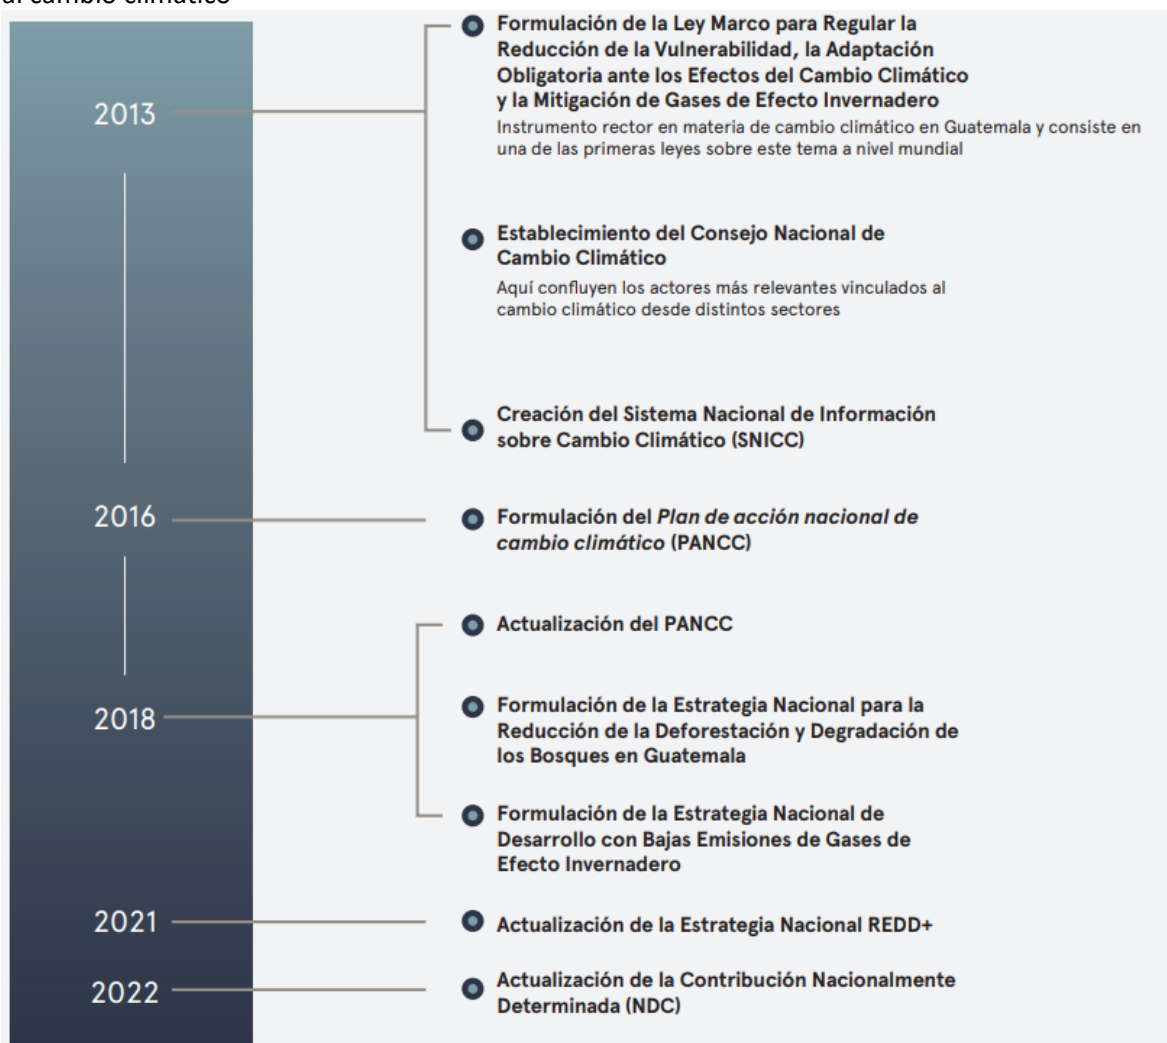 al cambio climático
2013
Formulación de la Ley Marco para Regular la
Reducción de la Vulnerabilidad, la Adaptación
Obligatoria ante los Efectos del Cambio Climático
y la Mitigación de Gases de Efecto Invernadero
Instrumento rector en materia de cambio climático en Guatemala y consiste en
una de las primeras leyes sobre este tema a nivel mundial
Establecimiento del Consejo Nacional de
Cambio Climático
Aquí confluyen los actores más relevantes vinculados al
cambio climático desde distintos sectores
Creación del Sistema Nacional de Información
sobre Cambio Climático (SNICC)
2016
Formulación del Plan de acción nacional de
cambio climático (PANCC)
2018
Actualización del PANCC
Formulación de la Estrategia Nacional para la
Reducción de la Deforestación y Degradación de
los Bosques en Guatemala
Formulación de la Estrategia Nacional de
Desarrollo con Bajas Emisiones de Gases de
Efecto Invernadero
2021
Actualización de la Estrategia Nacional REDD+
2022
Actualización de la Contribución Nacionalmente
Determinada (NDC)